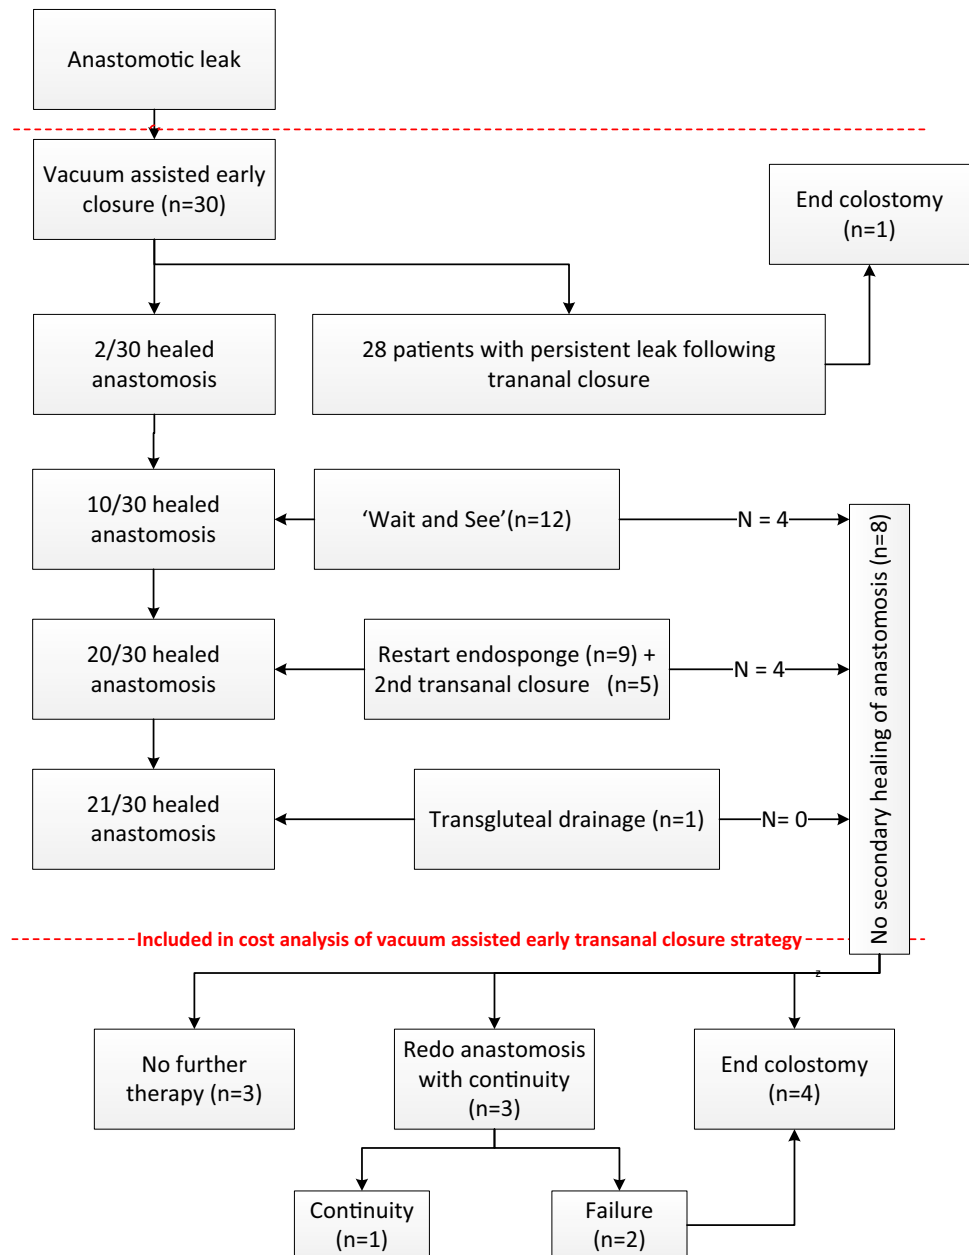 Anastomotic leak
Vacuum assisted early
closure (n=30)
End colostomy
(n=1)
2/30 healed
anastomosis
28 patients with persistent leak following
trananal closure
10/30 healed
anastomosis
‘Wait and See’(n=12)
N = 4
20/30 healed
anastomosis
Restart endosponge (n=9) +
2nd transanal closure (n=5)
N = 4
21/30 healed
anastomosis
Transgluteal drainage (n=1)
N= 0
No secondary healing of anastomosis (n=8)
Included in cost analysis of vacuum assisted early transanal closure strategy
z
No further
therapy (n=3)
Redo anastomosis
with continuity
(n=3)
End colostomy
(n=4)
Continuity
(n=1)
Failure
(n=2)